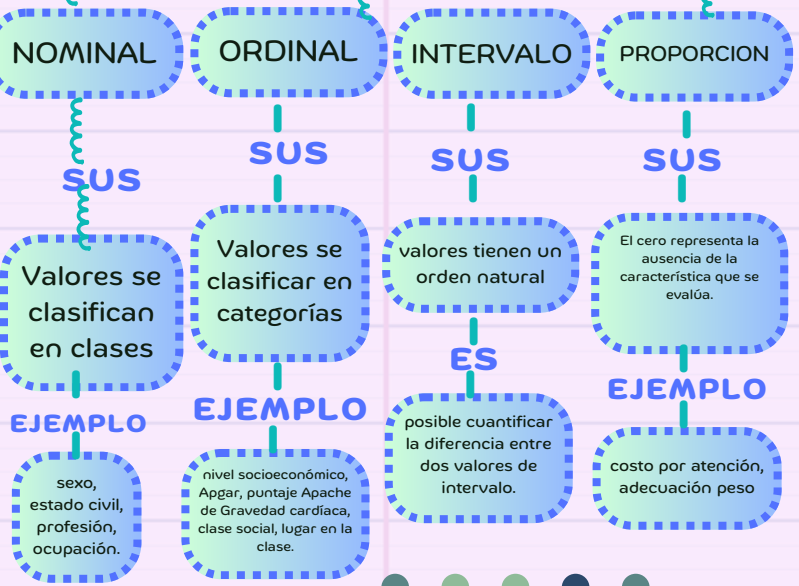 NOMINAL
SUS
Valores se
clasifican
en clases
EJEMPLO
sexo,
estado civil,
profesión,
ocupación.
ORDINAL
SUS
Valores se
clasificar en
categorías
EJEMPLO
nivel socioeconómico,
Apgar, puntaje Apache
de Gravedad cardíaca,
clase social, lugar en la
clase.
INTERVALO
SUS
valores tienen un
orden natural
ES
posible cuantificar
la diferencia entre
dos valores de
intervalo.
PROPORCION
SUS
El cero representa la
ausencia de la
característica que se
evalúa.
EJEMPLO
costo por atención,
adecuación peso